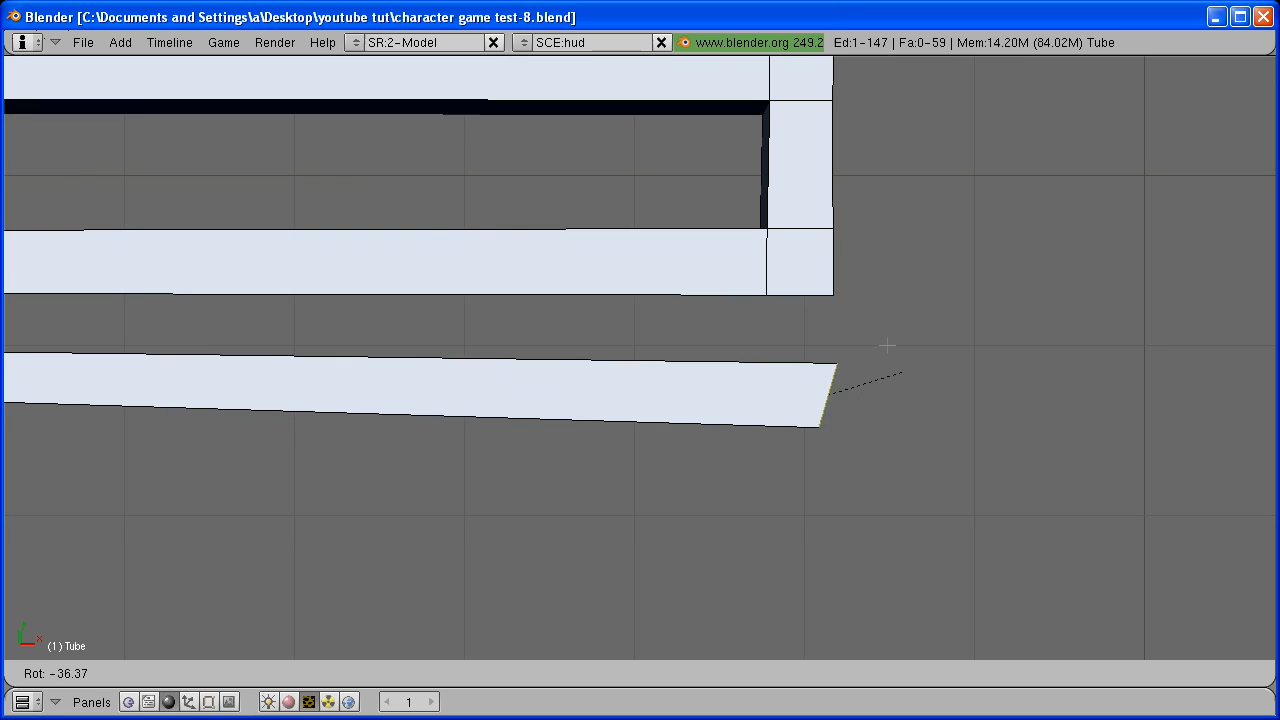 Blender [C:\Documents and Settings\a\Desktop\youtube tut\character game test-8.blend]
File Add Timeline Game Render Help SR:2-Model SCE:hud www.blender.org 249.2 Ed:1-147 | Fa:0-59 | Mem:14.20M (84.02M) Tube
(1) Tube
Rot: -36.37
Panels 1